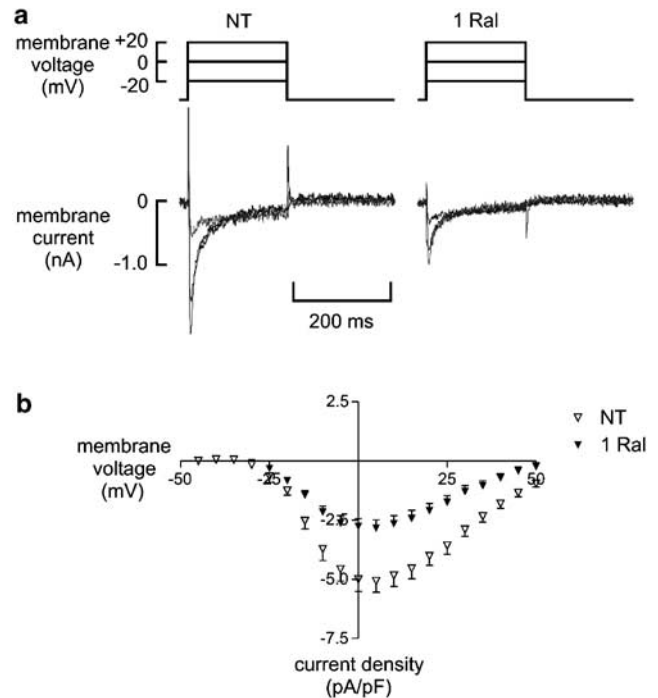 a
NT
1 Ral
membrane
voltage
(mV)
+20
0
-20
membrane
current
(nA)
0
-1.0
200 ms
b
2.5
NT
1 Ral
membrane
voltage
(mV)
-50
-25
25
50
-2.5
-5.0
-7.5
current density
(pA/pF)